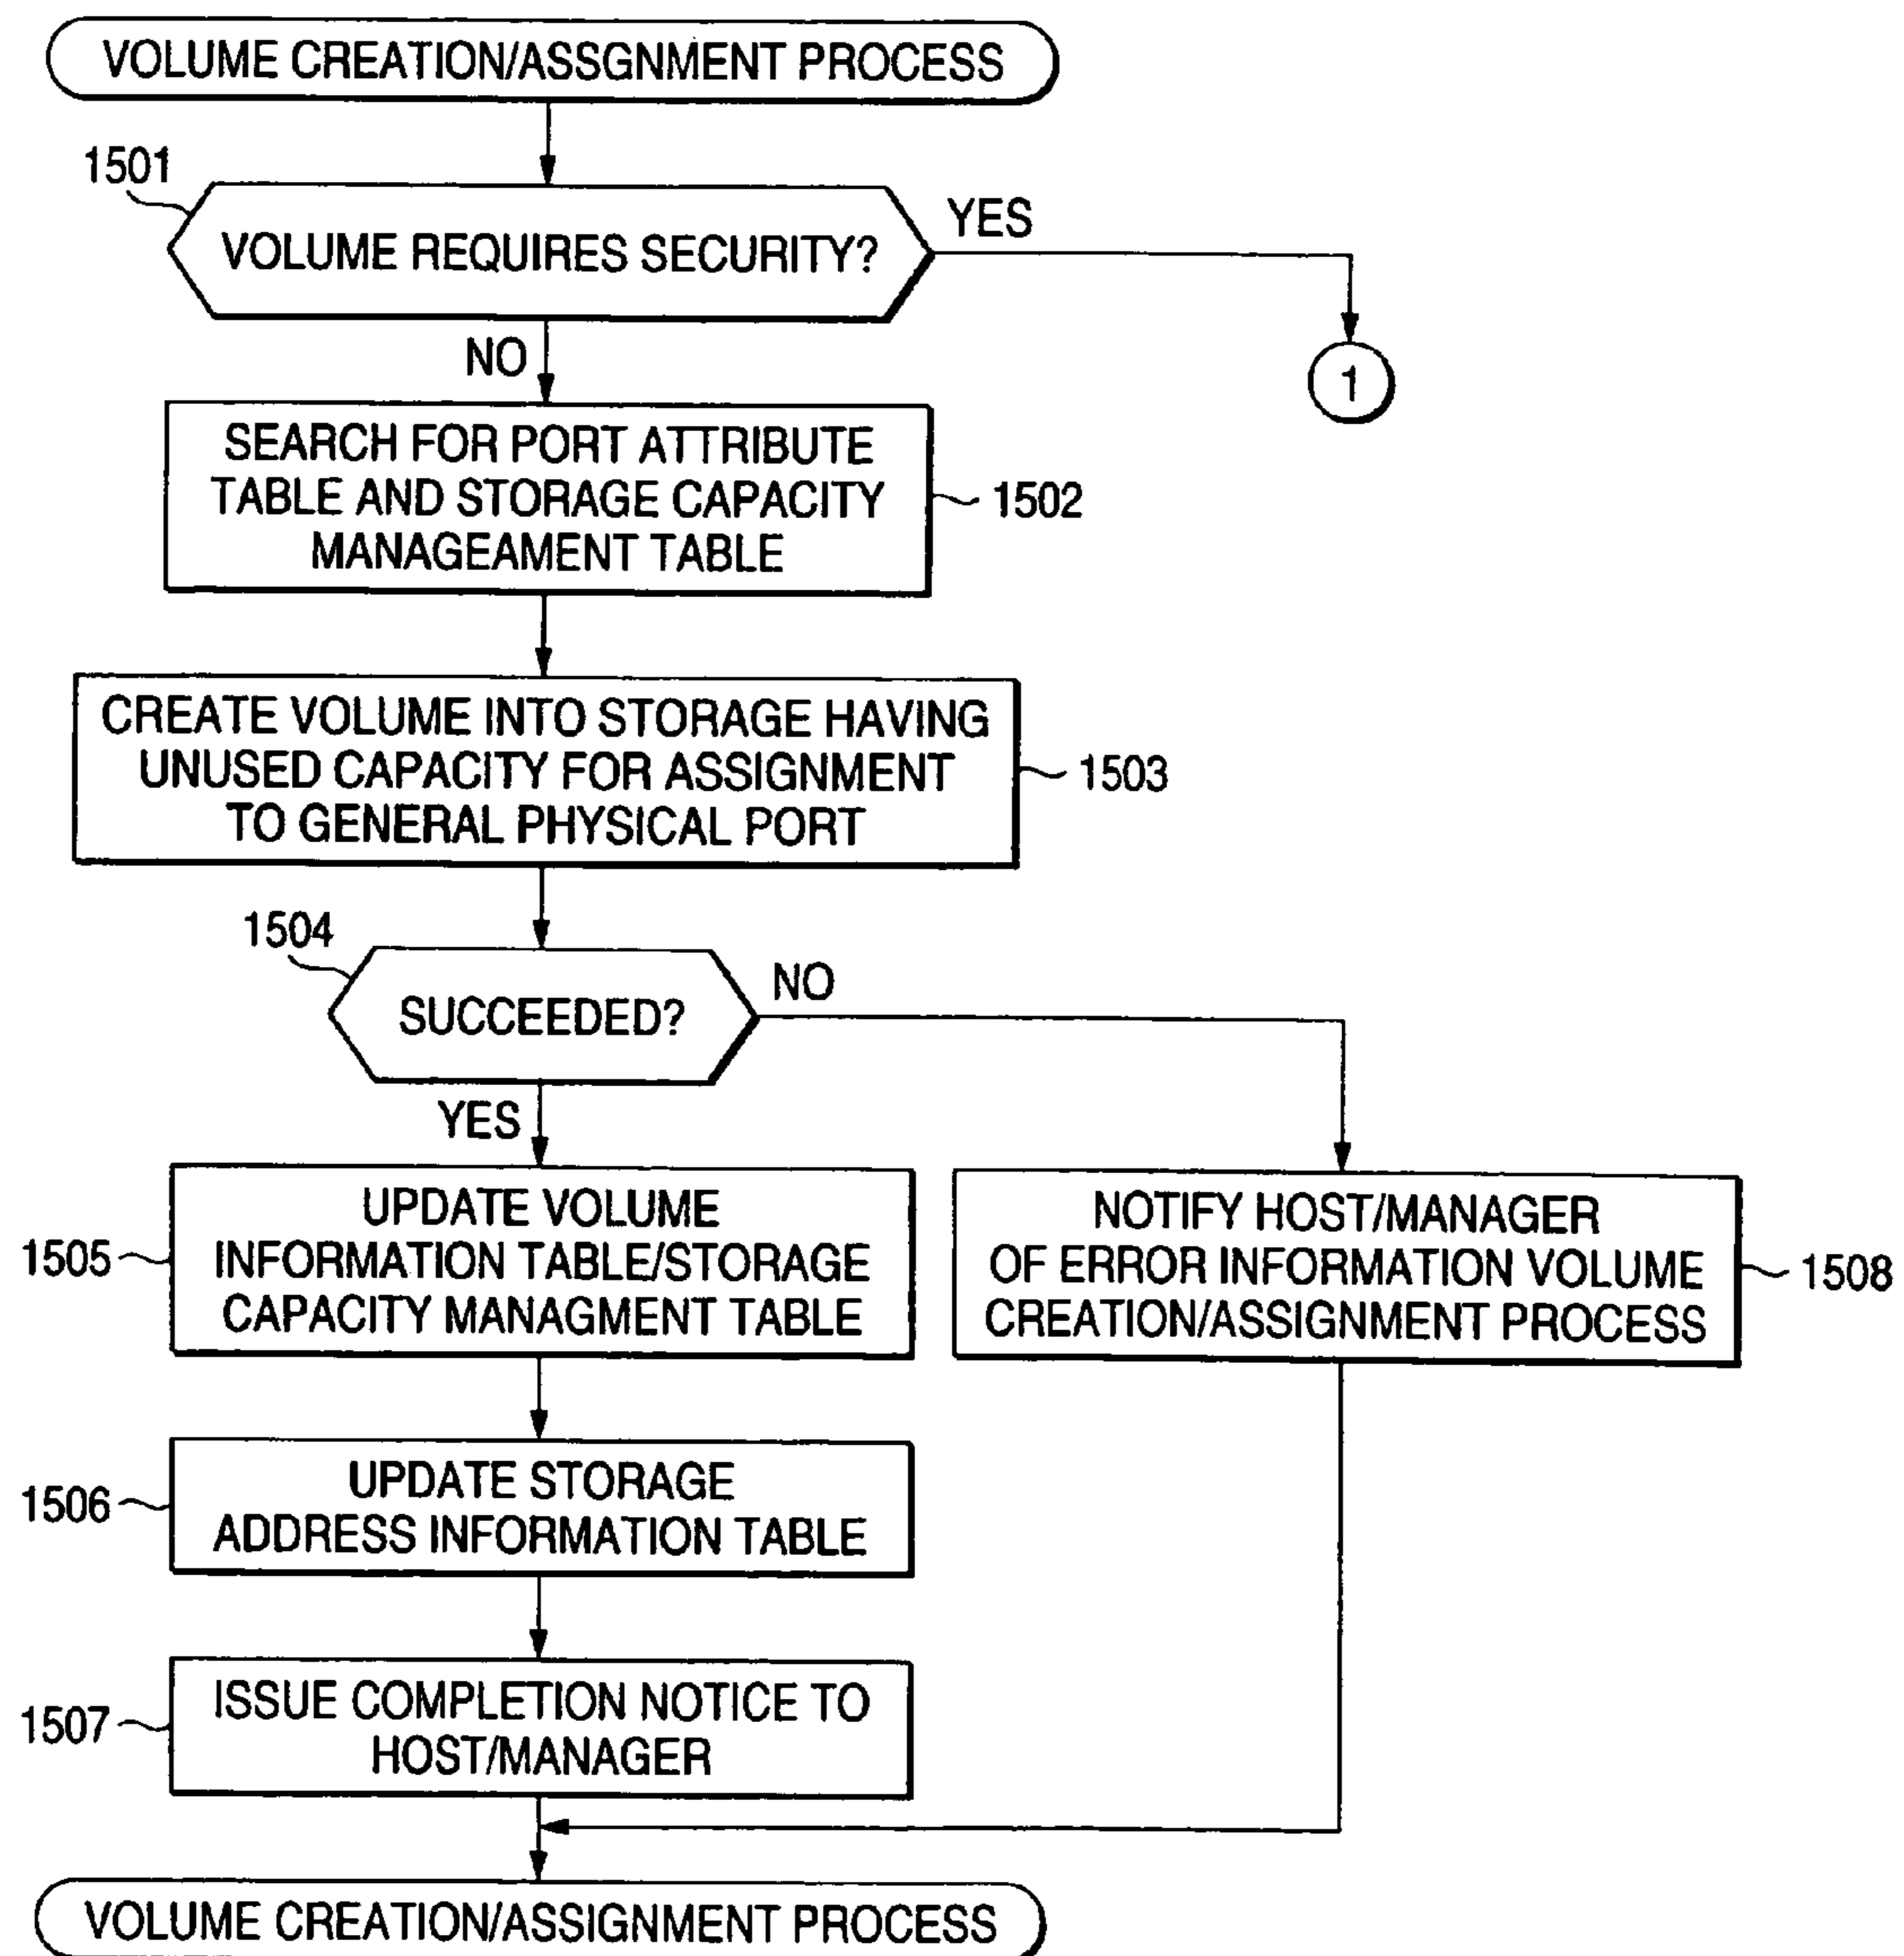 VOLUME CREATION/ASSGNMENT PROCESS
1501
VOLUME REQUIRES SECURITY?
YES
NO
1
SEARCH FOR PORT ATTRIBUTE
TABLE AND STORAGE CAPACITY
MANAGEAMENT TABLE
1502
CREATE VOLUME INTO STORAGE HAVING
UNUSED CAPACITY FOR ASSIGNMENT
TO GENERAL PHYSICAL PORT
1503
1504
SUCCEEDED?
NO
YES
UPDATE VOLUME
INFORMATION TABLE/STORAGE
CAPACITY MANAGMENT TABLE
1505
NOTIFY HOST/MANAGER
OF ERROR INFORMATION VOLUME
CREATION/ASSIGNMENT PROCESS
1508
UPDATE STORAGE
ADDRESS INFORMATION TABLE
1506
ISSUE COMPLETION NOTICE TO
HOST/MANAGER
1507
VOLUME CREATION/ASSIGNMENT PROCESS